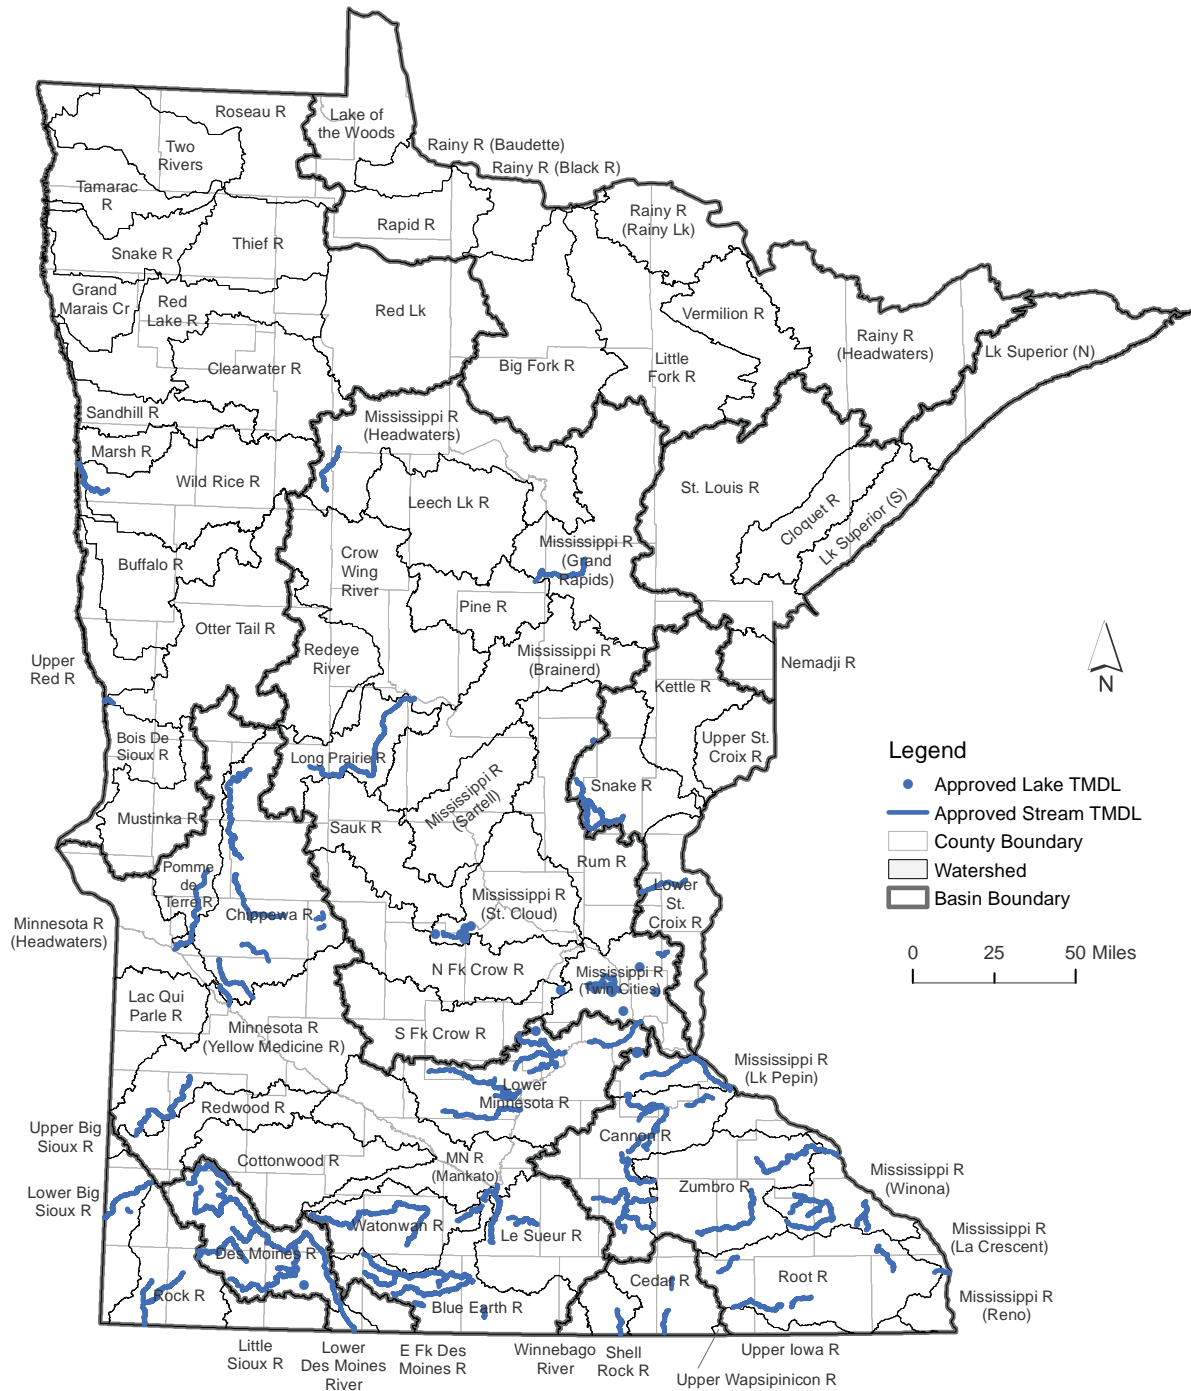 Roseau R
Lake of
the Woods
Two
Rivers
Rainy R (Baudette)
Rainy R (Black R)
Tamarac
R
Rapid R
Rainy R
(Rainy Lk)
Snake R
Thief R
Grand
Marais Cr
Red
Lake R
Red Lk
Vermilion R
Rainy R
(Headwaters)
Lk Superior (N)
Clearwater R
Big Fork R
Little
Fork R
Sandhill R
Mississippi R
(Headwaters)
Marsh R
Wild Rice R
Leech Lk R
St. Louis R
Cloquet R
Lk Superior (S)
Buffalo R
Crow
Wing
River
Mississippi R
(Grand
Rapids)
Pine R
Otter Tail R
Redeye
River
Mississippi R
(Brainerd)
Upper
Red R
Kettle R
Nemadji R
N
Bois De
Sioux R
Long Prairie R
Upper St.
Croix R
Mustinka R
Sauk R
Mississippi R
(Sartell)
Snake R
Legend
Approved Lake TMDL
Approved Stream TMDL
County Boundary
Watershed
Basin Boundary
0 25 50 Miles
Pomme
de
Terre R
Chippewa R
Mississippi R
(St. Cloud)
Rum R
Lower
St.
Croix R
Minnesota R
(Headwaters)
N Fk Crow R
Mississippi R
(Twin Cities)
Lac Qui
Parle R
Minnesota R
(Yellow Medicine R)
S Fk Crow R
Mississippi R
(Lk Pepin)
Redwood R
Lower
Minnesota R
Upper Big
Sioux R
Cottonwood R
MN R
(Mankato)
Cannon R
Lower Big
Sioux R
Watonwan R
Le Sueur R
Zumbro R
Mississippi R
(Winona)
Mississippi R
(La Crescent)
Des Moines R
Rock R
Blue Earth R
Cedar R
Root R
Mississippi R
(Reno)
Little
Sioux R
Lower
Des Moines
River
E Fk Des
Moines R
Winnebago
River
Shell
Rock R
Upper Iowa R
Upper Wapsipinicon R